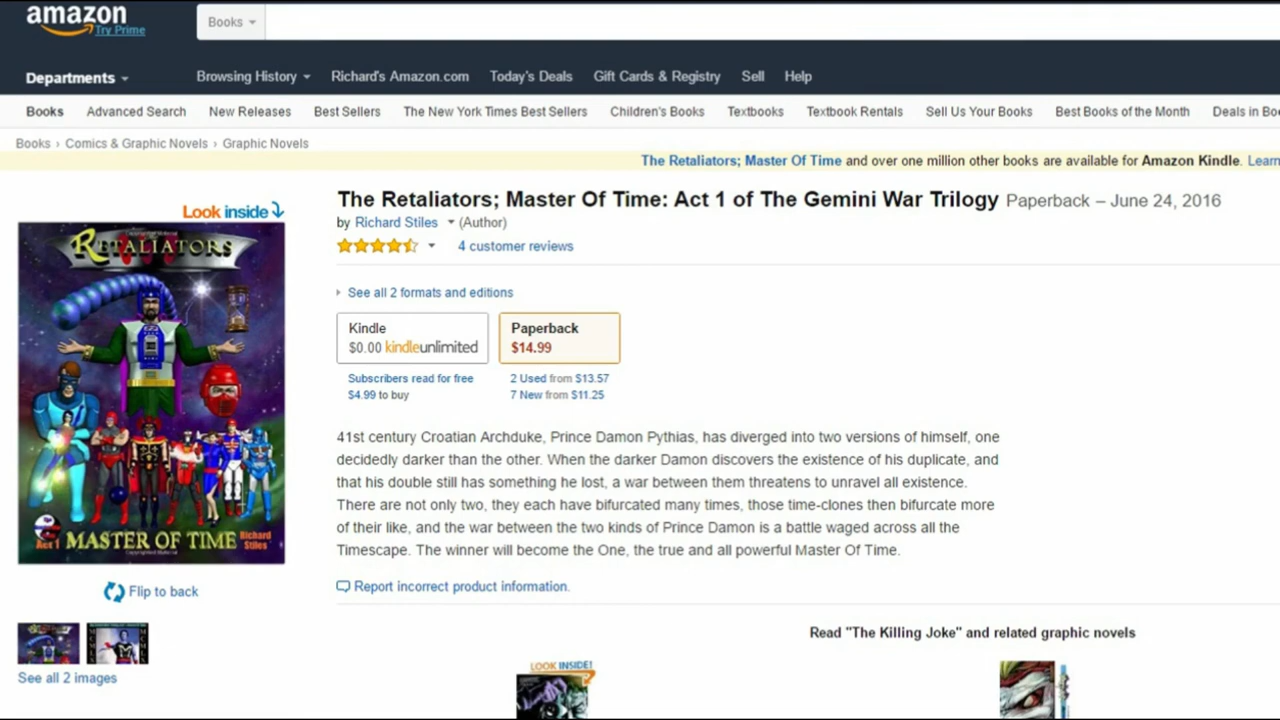 amazon
Try Prime
Books
Departments
Browsing History
Richard's Amazon.com
Today's Deals
Gift Cards & Registry
Sell
Help
Books
Advanced Search
New Releases
Best Sellers
The New York Times Best Sellers
Children's Books
Textbooks
Textbook Rentals
Sell Us Your Books
Best Books of the Month
Deals in Bo
Books › Comics & Graphic Novels › Graphic Novels
The Retaliators; Master Of Time and over one million other books are available for Amazon Kindle. Learn
Look inside
RETALIATORS
Act 1 MASTER OF TIME Richard Stiles
Flip to back
See all 2 images
The Retaliators; Master Of Time: Act 1 of The Gemini War Trilogy Paperback – June 24, 2016
by Richard Stiles (Author)
4 customer reviews
See all 2 formats and editions
Kindle
$0.00 kindleunlimited
Subscribers read for free
$4.99 to buy
Paperback
$14.99
2 Used from $13.57
7 New from $11.25
41st century Croatian Archduke, Prince Damon Pythias, has diverged into two versions of himself, one
decidedly darker than the other. When the darker Damon discovers the existence of his duplicate, and
that his double still has something he lost, a war between them threatens to unravel all existence.
There are not only two, they each have bifurcated many times, those time-clones then bifurcate more
of their like, and the war between the two kinds of Prince Damon is a battle waged across all the
Timescape. The winner will become the One, the true and all powerful Master Of Time.
Report incorrect product information.
Read "The Killing Joke" and related graphic novels
LOOK INSIDE!